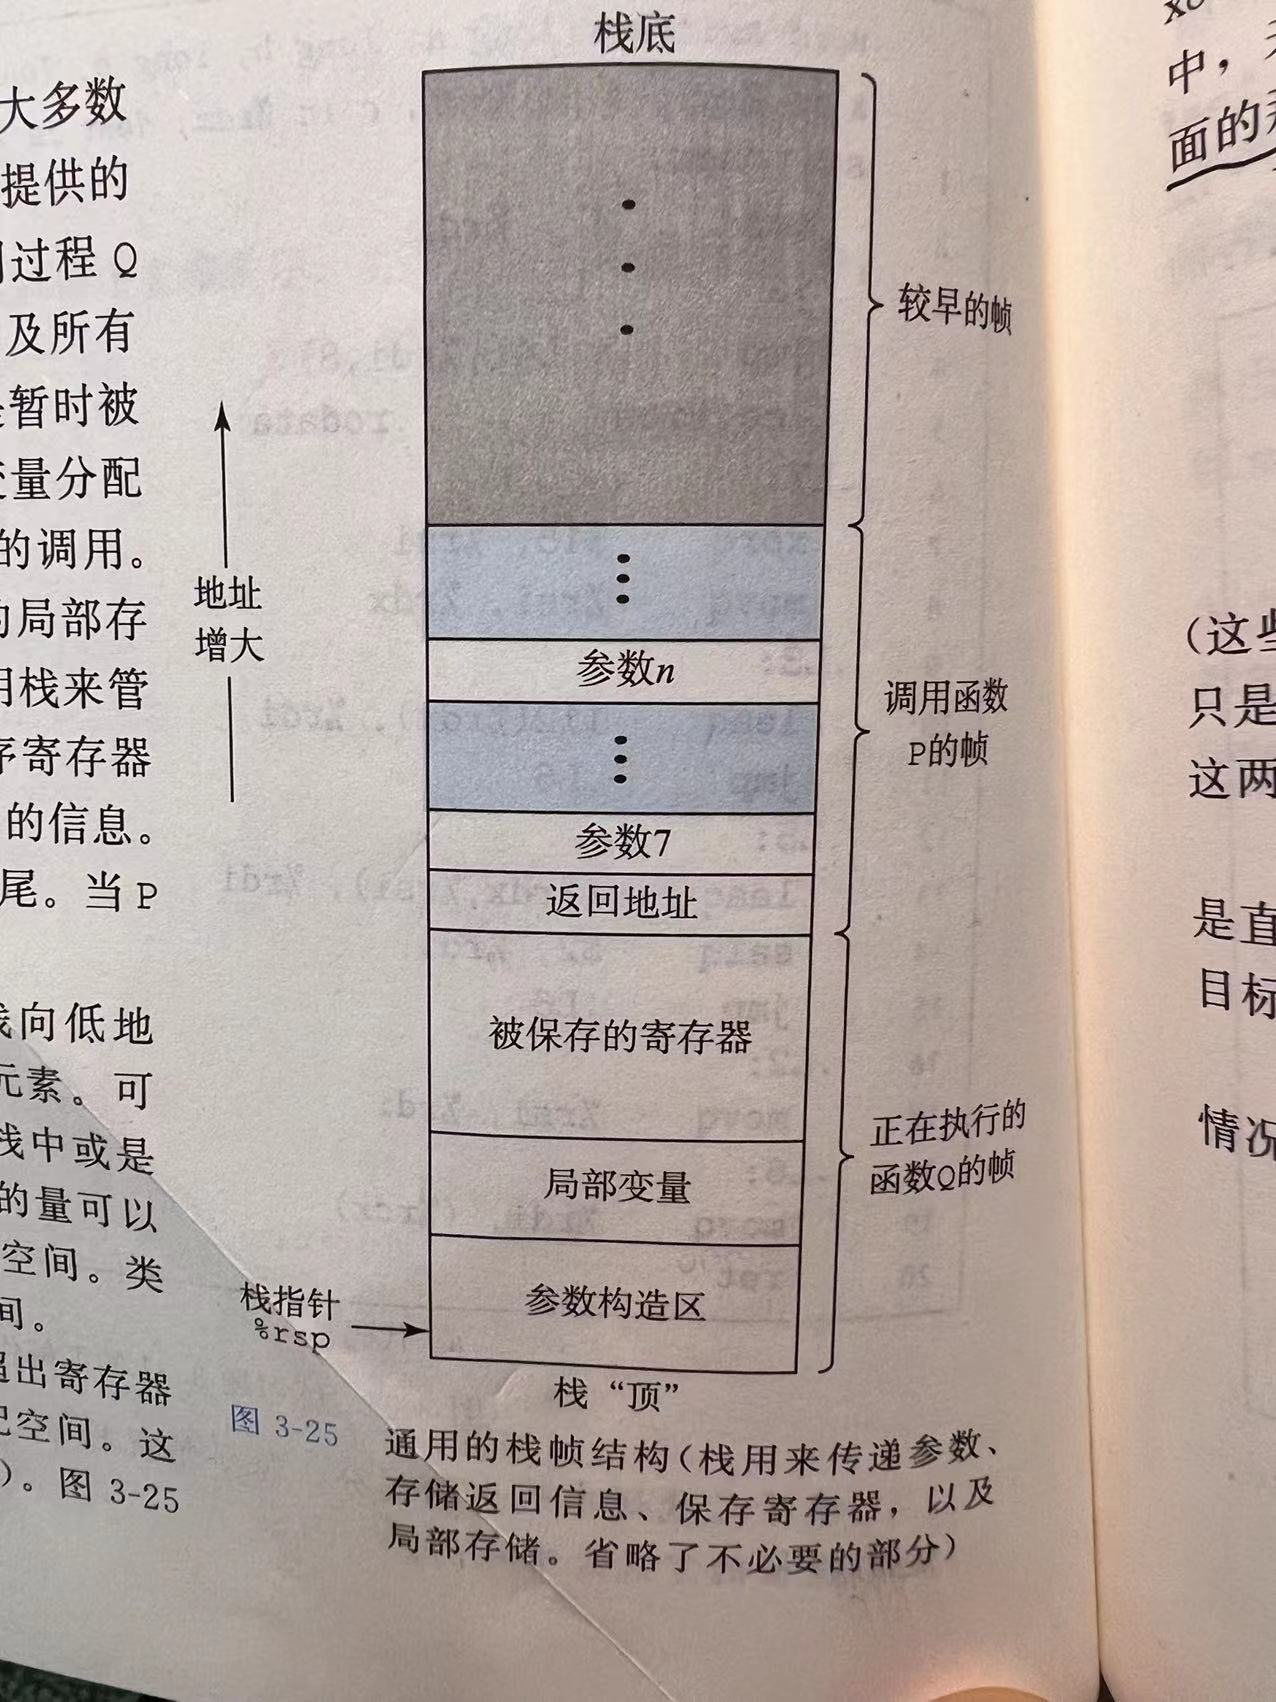 大多数
提供的
过程 Q
及所有
暂时被
量分配
的调用。
局部存
栈来管
寄存器
的信息。
尾。当 P
向低地
元素。可
栈中或是
的量可以
空间。类
间。
出寄存器
空间。这
)。图 3-25
栈底
较早的帧
地址
增大
参数n
调用函数
P的帧
参数7
返回地址
被保存的寄存器
正在执行的
函数Q的帧
局部变量
栈指针
%rsp
参数构造区
栈“顶”
图 3-25 通用的栈帧结构(栈用来传递参数、
存储返回信息、保存寄存器，以及
局部存储。省略了不必要的部分)
中，
面的
(这些
只是
这两
是直
目标
情况